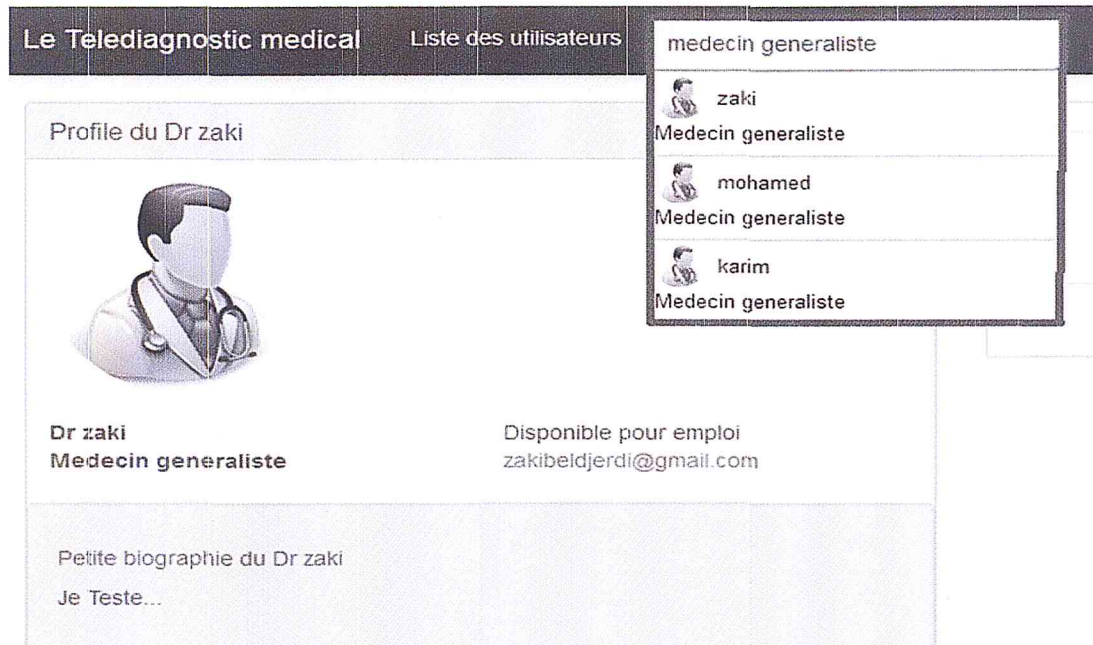 Le Telediagnostic medical
Liste des utilisateurs
medecin generaliste
zaki
Medecin generaliste
mohamed
Medecin generaliste
karim
Medecin generaliste
Profile du Dr zaki
Dr zaki
Medecin generaliste
Disponible pour emploi
zakibeldjerdi@gmail.com
Petite biographie du Dr zaki
Je Teste...